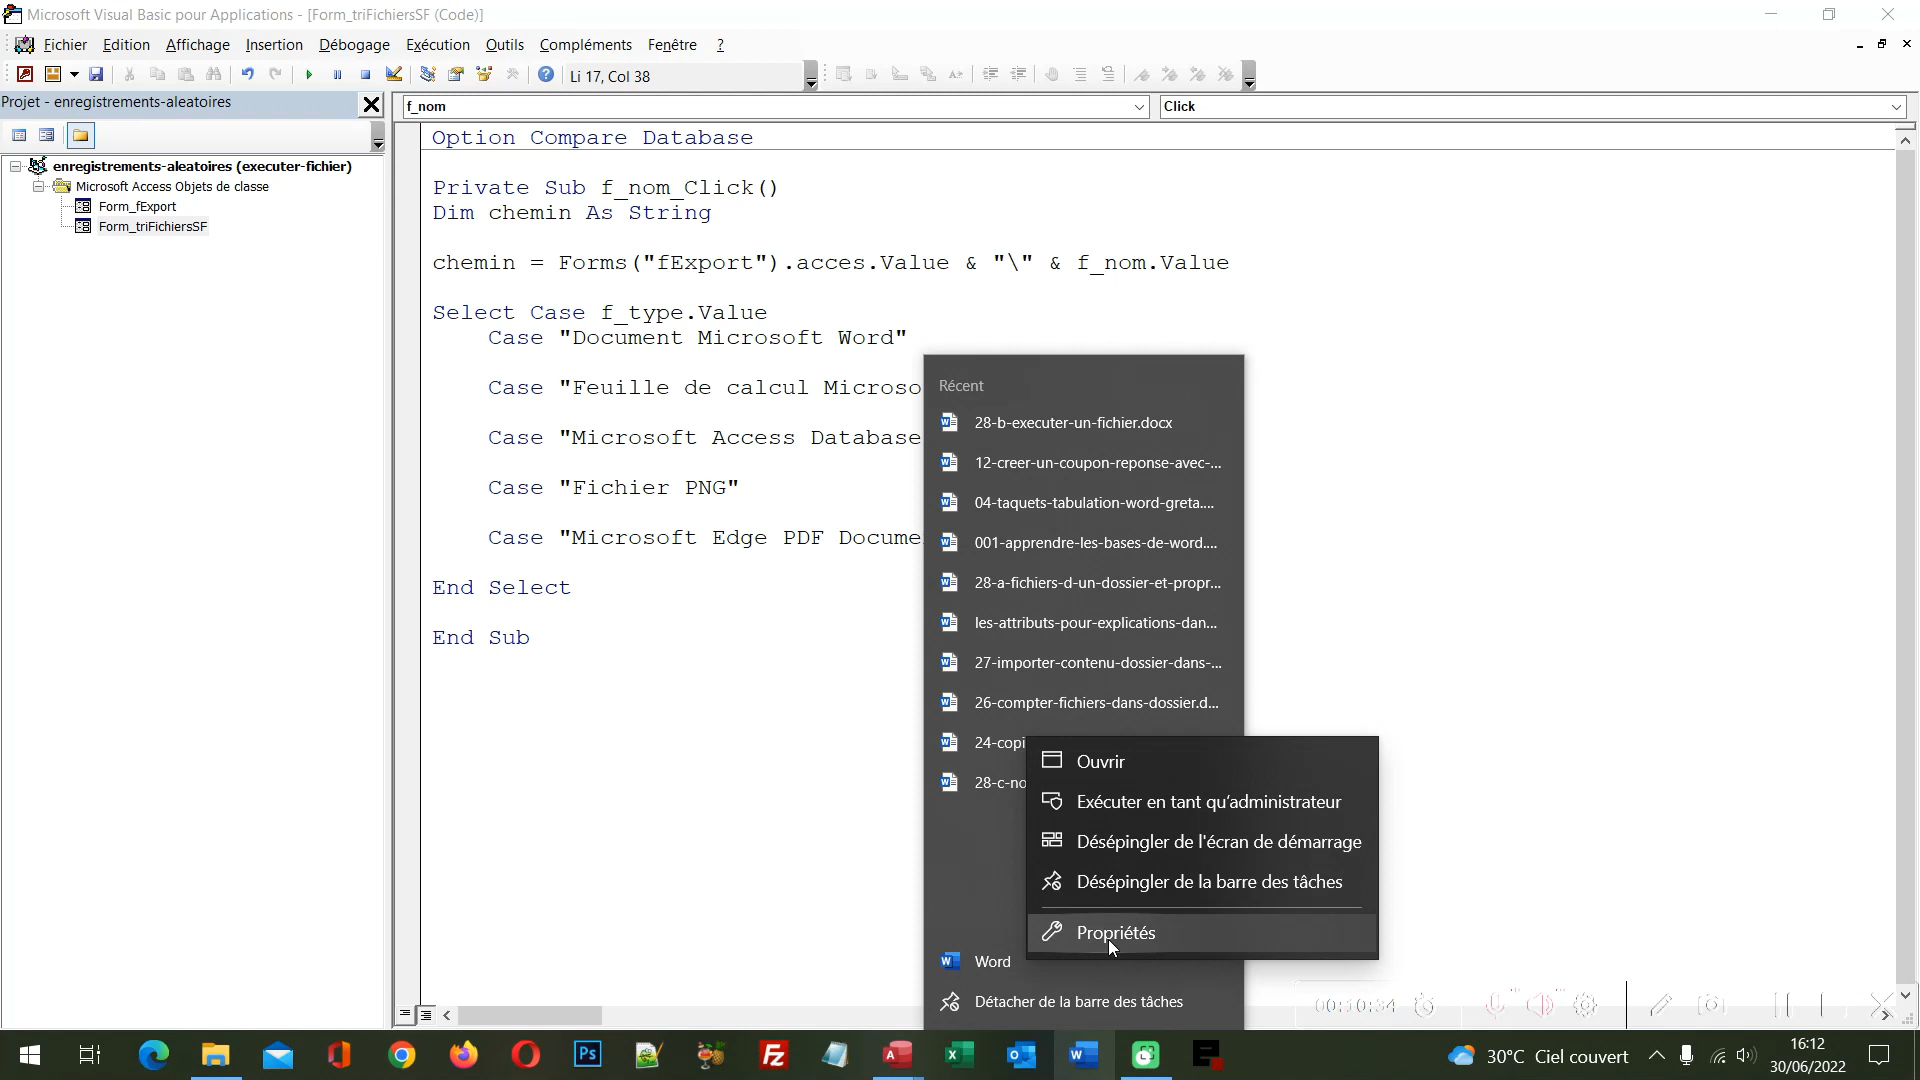 Microsoft Visual Basic pour Applications - [Form_triFichiersSF (Code)]
Fichier Edition Affichage Insertion Débogage Exécution Outils Compléments Fenêtre ?
Li 17, Col 38
Projet - enregistrements-aleatoires
f_nom
Click
enregistrements-aleatoires (executer-fichier)
Microsoft Access Objets de classe
Form_fExport
Form_triFichiersSF
Option Compare Database
Private Sub f_nom_Click()
Dim chemin As String
chemin = Forms("fExport").acces.Value & "\" & f_nom.Value
Select Case f_type.Value
Case "Document Microsoft Word"
Case "Feuille de calcul Microso
Case "Microsoft Access Database
Case "Fichier PNG"
Case "Microsoft Edge PDF Docume
End Select
End Sub
Récent
28-b-executer-un-fichier.docx
12-creer-un-coupon-reponse-avec-...
04-taquets-tabulation-word-greta....
001-apprendre-les-bases-de-word....
28-a-fichiers-d-un-dossier-et-propr...
les-attributs-pour-explications-dan...
27-importer-contenu-dossier-dans-...
26-compter-fichiers-dans-dossier.d...
24-copi
28-c-no
Ouvrir
Exécuter en tant qu'administrateur
Désépingler de l'écran de démarrage
Désépingler de la barre des tâches
Propriétés
Word
Détacher de la barre des tâches
00:10:34
30°C Ciel couvert
16:12
30/06/2022